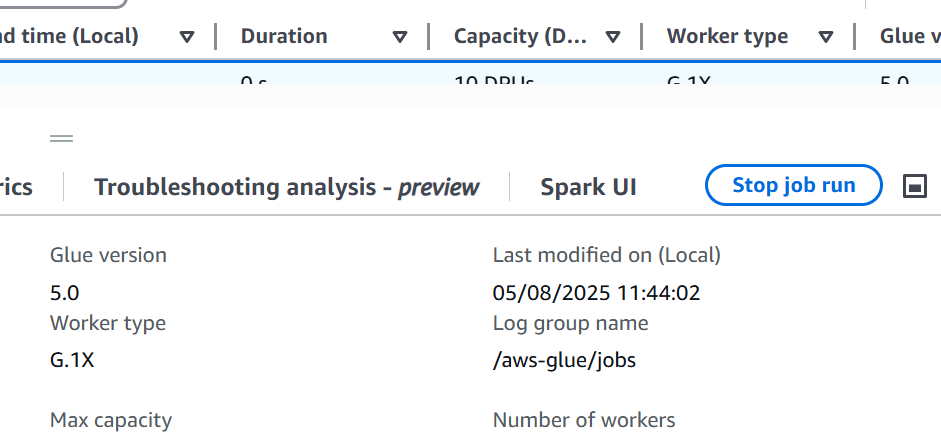 nd time (Local) Duration Capacity (D... Worker type Glue v
0 s 10 DPUs G.1X 5.0
rics Troubleshooting analysis - preview Spark UI Stop job run
Glue version Last modified on (Local)
5.0 05/08/2025 11:44:02
Worker type Log group name
G.1X /aws-glue/jobs
Max capacity Number of workers